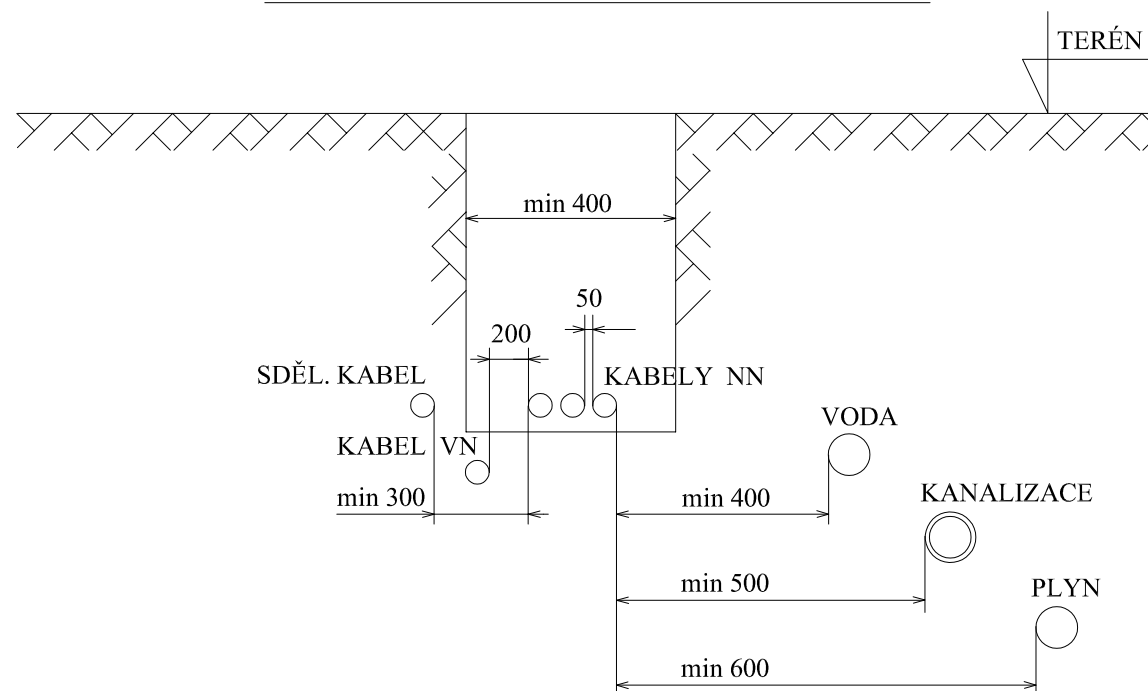 TERÉN
min 400
50
200
SDĚL. KABEL
KABELY NN
VODA
KABEL VN
min 300
min 400
KANALIZACE
min 500
PLYN
min 600